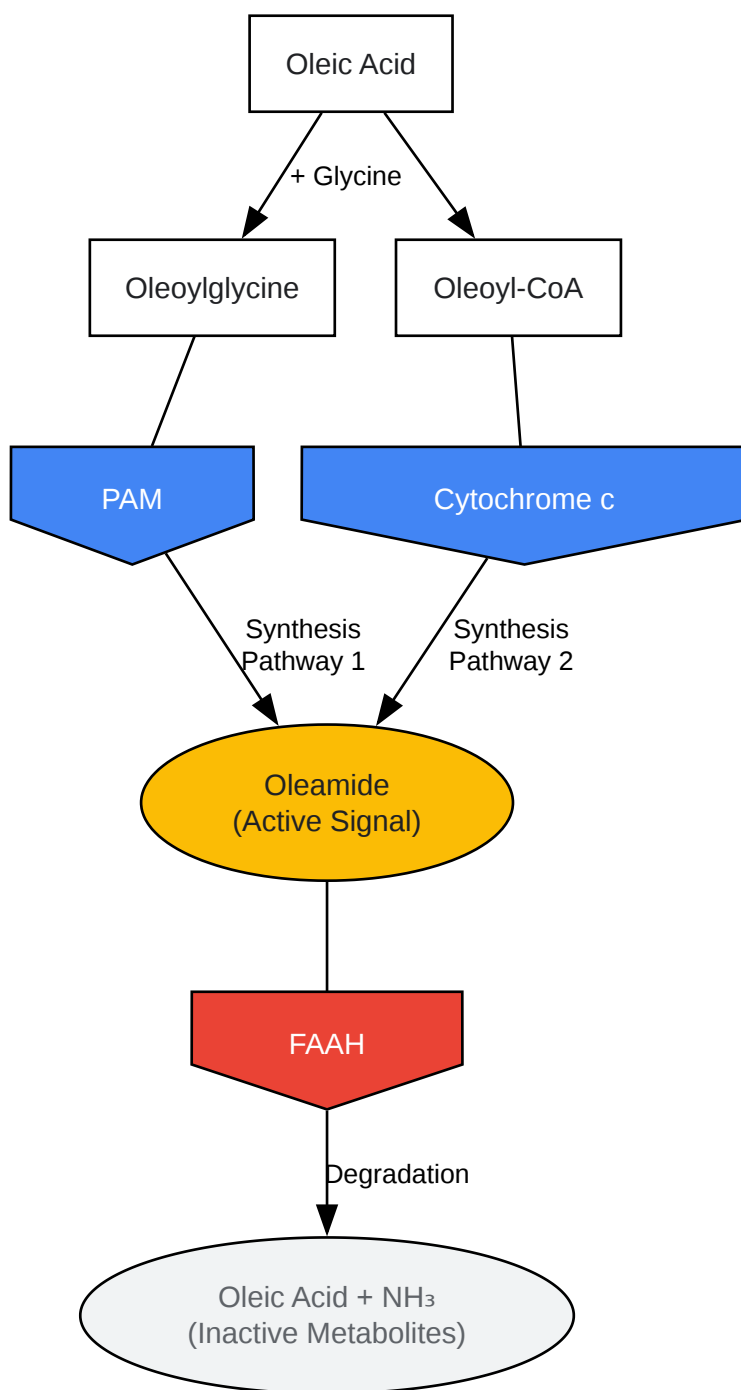 Oleic Acid
+ Glycine
Oleoylglycine
Oleoyl-CoA
PAM
Cytochrome c
Synthesis
Pathway 1
Synthesis
Pathway 2
Oleamide
(Active Signal)
FAAH
Degradation
Oleic Acid + NH₃
(Inactive Metabolites)